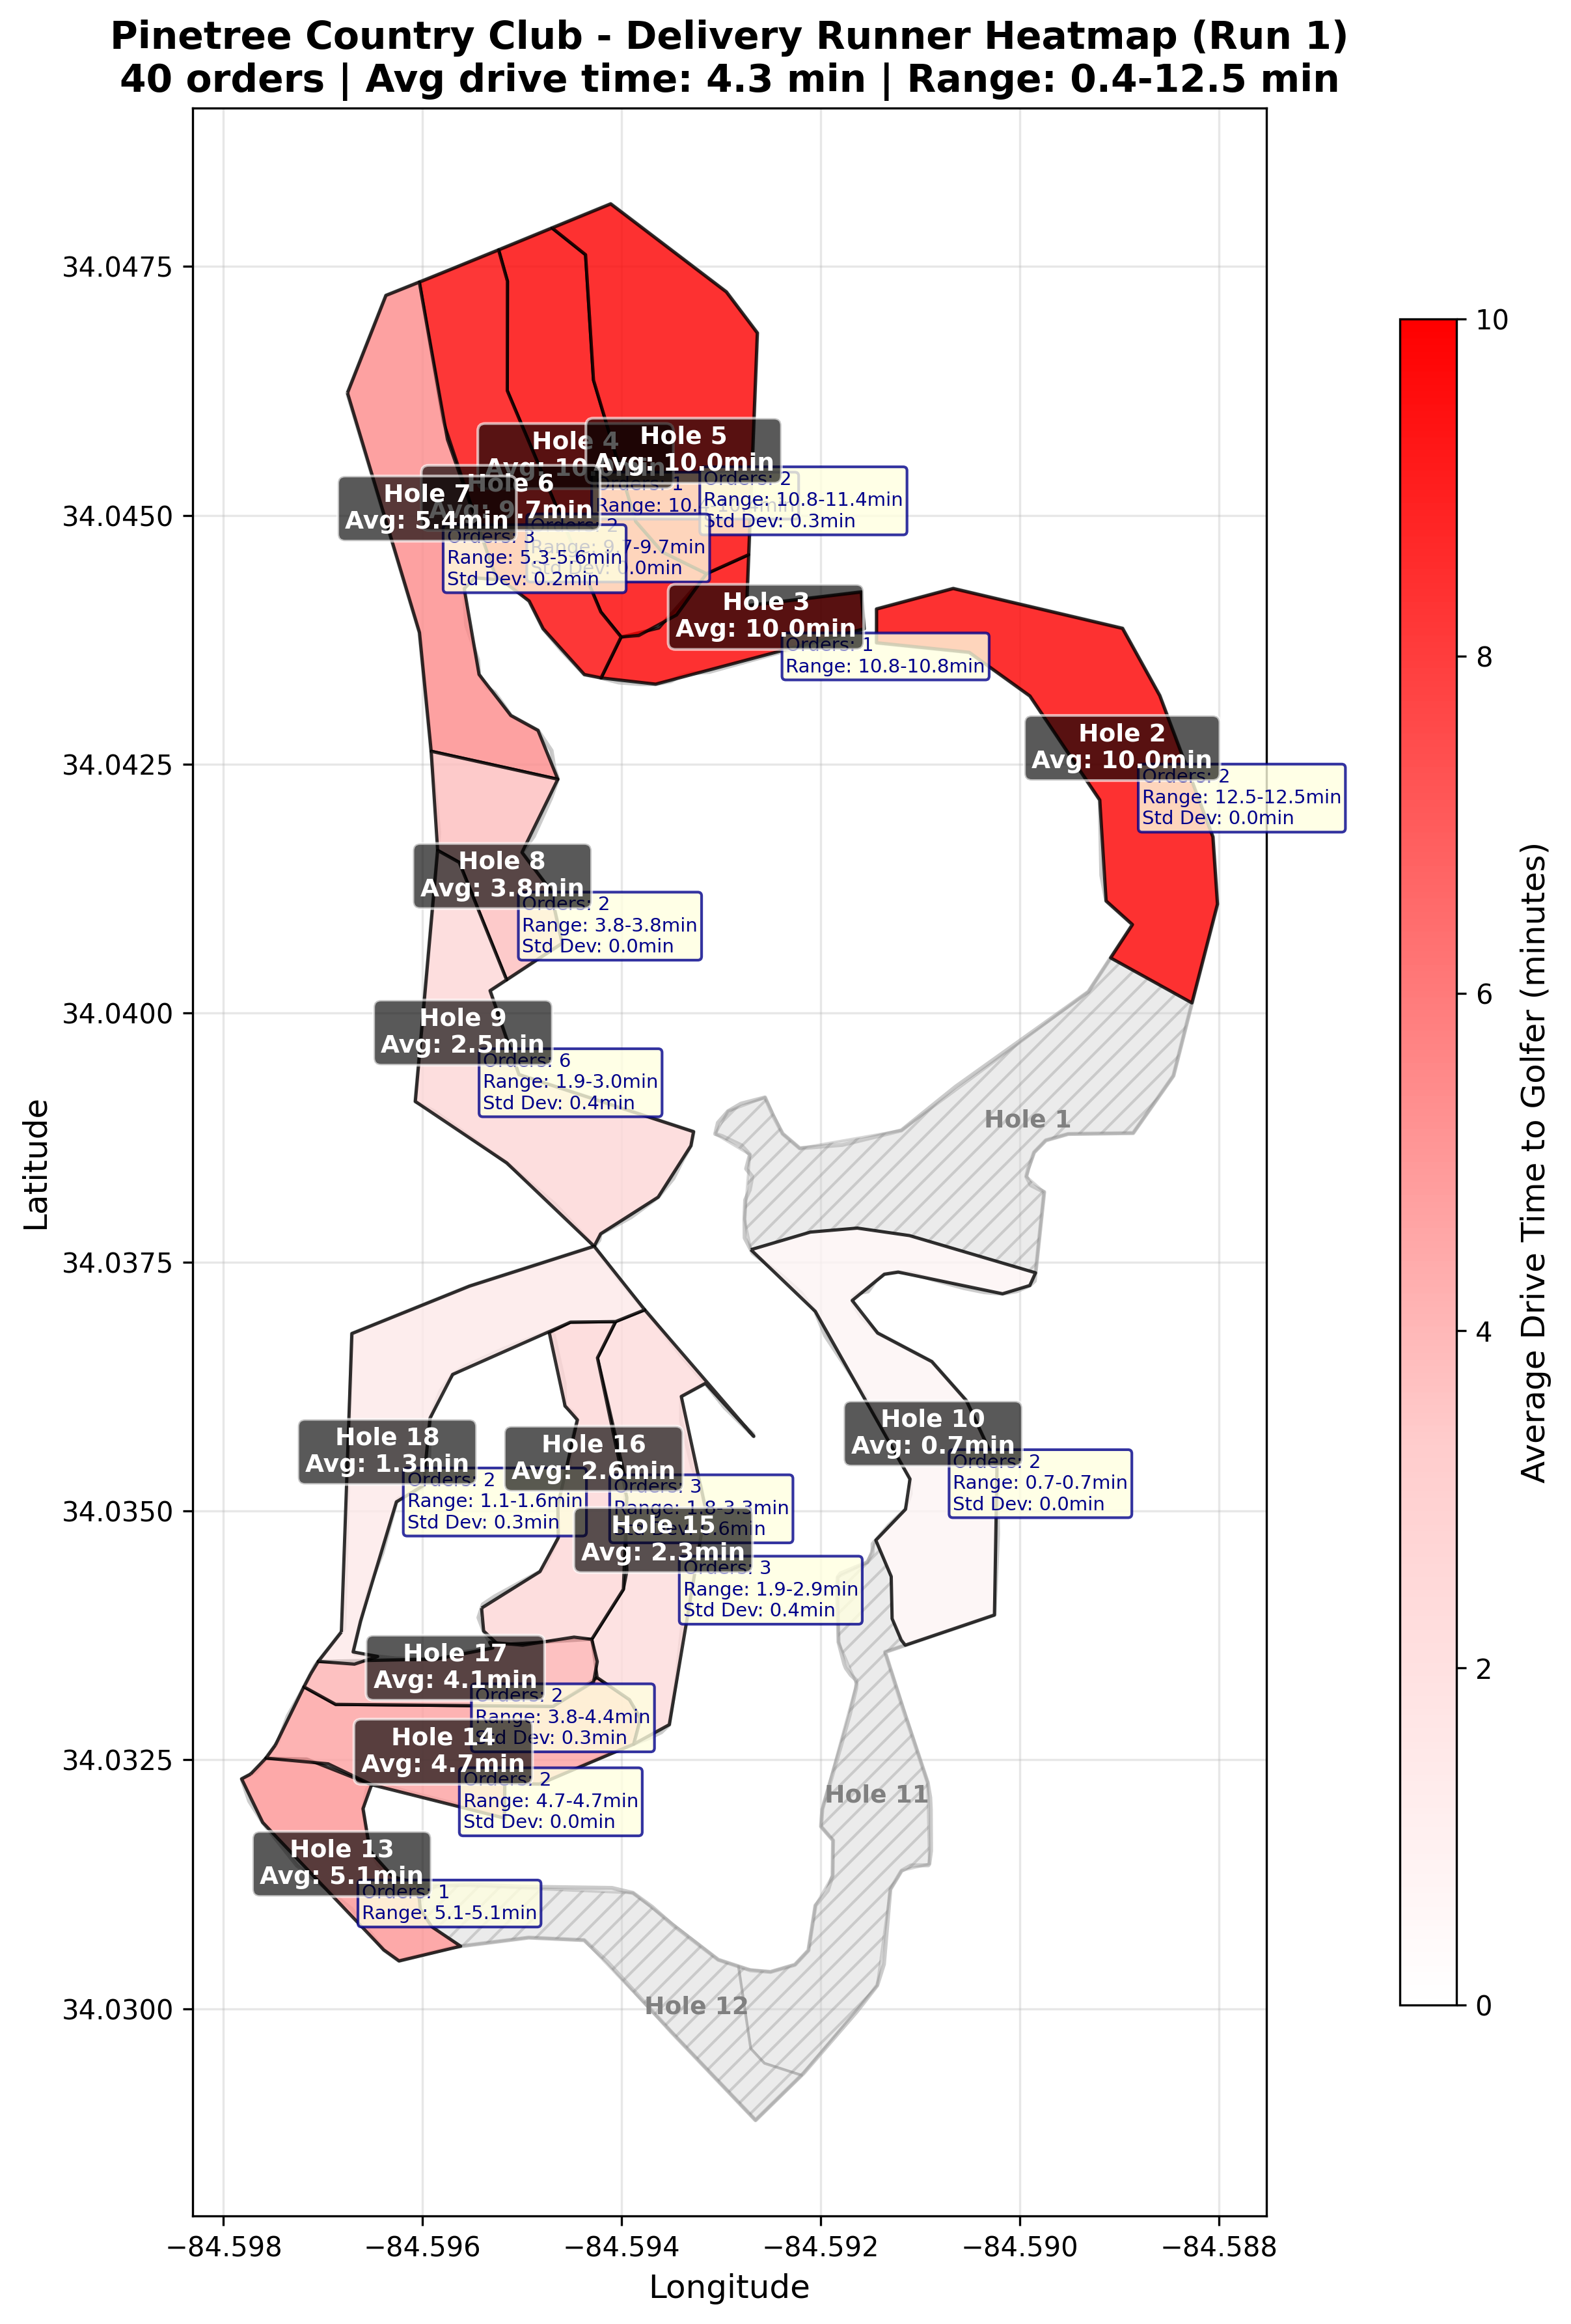 Pinetree Country Club - Delivery Runner Heatmap (Run 1)
40 orders | Avg drive time: 4.3 min | Range: 0.4-12.5 min
34.0475
34.0450
34.0425
34.0400
34.0375
34.0350
34.0325
34.0300
Latitude
−84.598
−84.596
−84.594
−84.592
−84.590
−84.588
Longitude
10
8
6
4
2
0
Average Drive Time to Golfer (minutes)
Hole 4
Avg: 10.
Orders: 1
Range: 10.
Hole 5
Avg: 10.0min
Orders: 2
Range: 10.8-11.4min
Std Dev: 0.3min
Hole 6
Avg: 9.7min
Orders: 2
Range: 9.7-9.7min
Std Dev: 0.0min
Hole 7
Avg: 5.4min
Orders: 3
Range: 5.3-5.6min
Std Dev: 0.2min
Hole 3
Avg: 10.0min
Orders: 1
Range: 10.8-10.8min
Hole 2
Avg: 10.0min
Orders: 2
Range: 12.5-12.5min
Std Dev: 0.0min
Hole 8
Avg: 3.8min
Orders: 2
Range: 3.8-3.8min
Std Dev: 0.0min
Hole 9
Avg: 2.5min
Orders: 6
Range: 1.9-3.0min
Std Dev: 0.4min
Hole 1
Hole 10
Avg: 0.7min
Orders: 2
Range: 0.7-0.7min
Std Dev: 0.0min
Hole 18
Avg: 1.3min
Orders: 2
Range: 1.1-1.6min
Std Dev: 0.3min
Hole 16
Avg: 2.6min
Orders: 3
Range: 1.8-3.3min
Std Dev: 0.6min
Hole 15
Avg: 2.3min
Orders: 3
Range: 1.9-2.9min
Std Dev: 0.4min
Hole 17
Avg: 4.1min
Orders: 2
Range: 3.8-4.4min
Std Dev: 0.3min
Hole 14
Avg: 4.7min
Orders: 2
Range: 4.7-4.7min
Std Dev: 0.0min
Hole 11
Hole 13
Avg: 5.1min
Orders: 1
Range: 5.1-5.1min
Hole 12